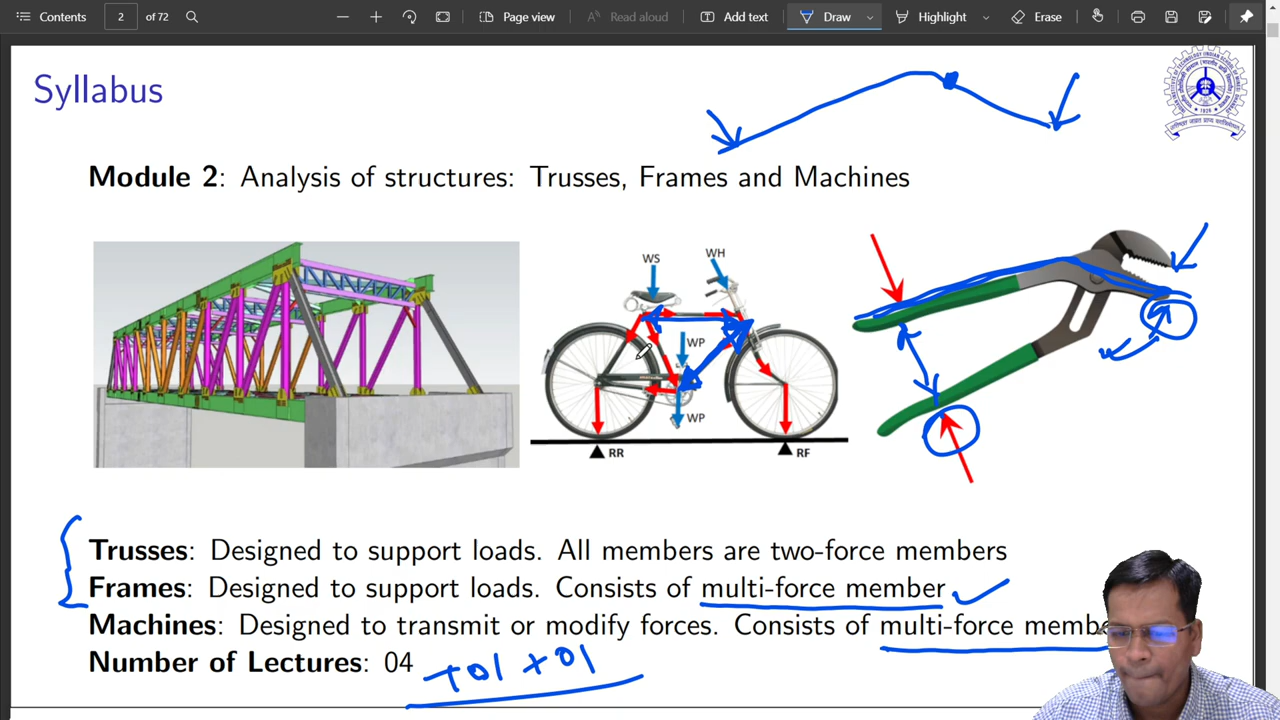 Contents
2 of 72
Page view
Read aloud
Add text
Draw
Highlight
Erase
Syllabus
Module 2: Analysis of structures: Trusses, Frames and Machines
WS
WH
WP
WP
RR
RF
Trusses: Designed to support loads. All members are two-force members
Frames: Designed to support loads. Consists of multi-force member
Machines: Designed to transmit or modify forces. Consists of multi-force membe
Number of Lectures: 04
+01 +01